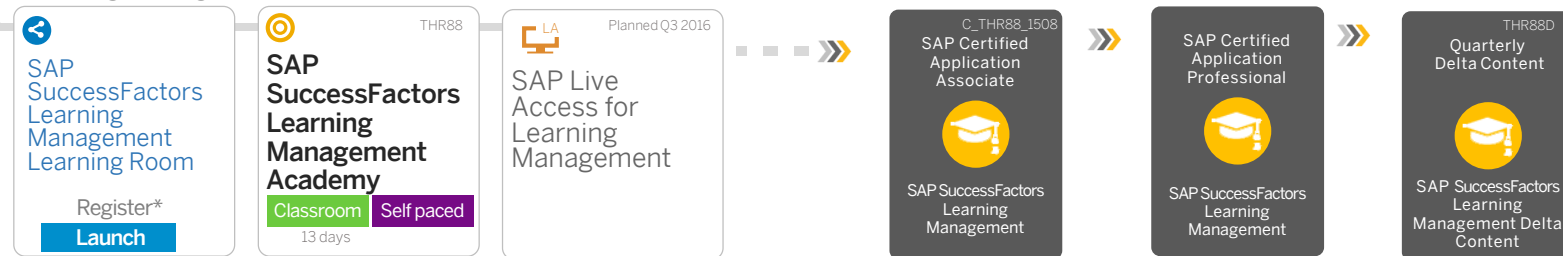 SAP
SuccessFactors
Learning
Management
Learning Room
Register*
Launch
THR88
SAP
SuccessFactors
Learning
Management
Academy
Classroom
Self paced
13 days
LA
Planned Q3 2016
SAP Live
Access for
Learning
Management
C_THR88_1508
SAP Certified
Application
Associate
SAP SuccessFactors
Learning
Management
SAP Certified
Application
Professional
SAP SuccessFactors
Learning
Management
THR88D
Quarterly
Delta Content
SAP SuccessFactors
Learning
Management Delta
Content